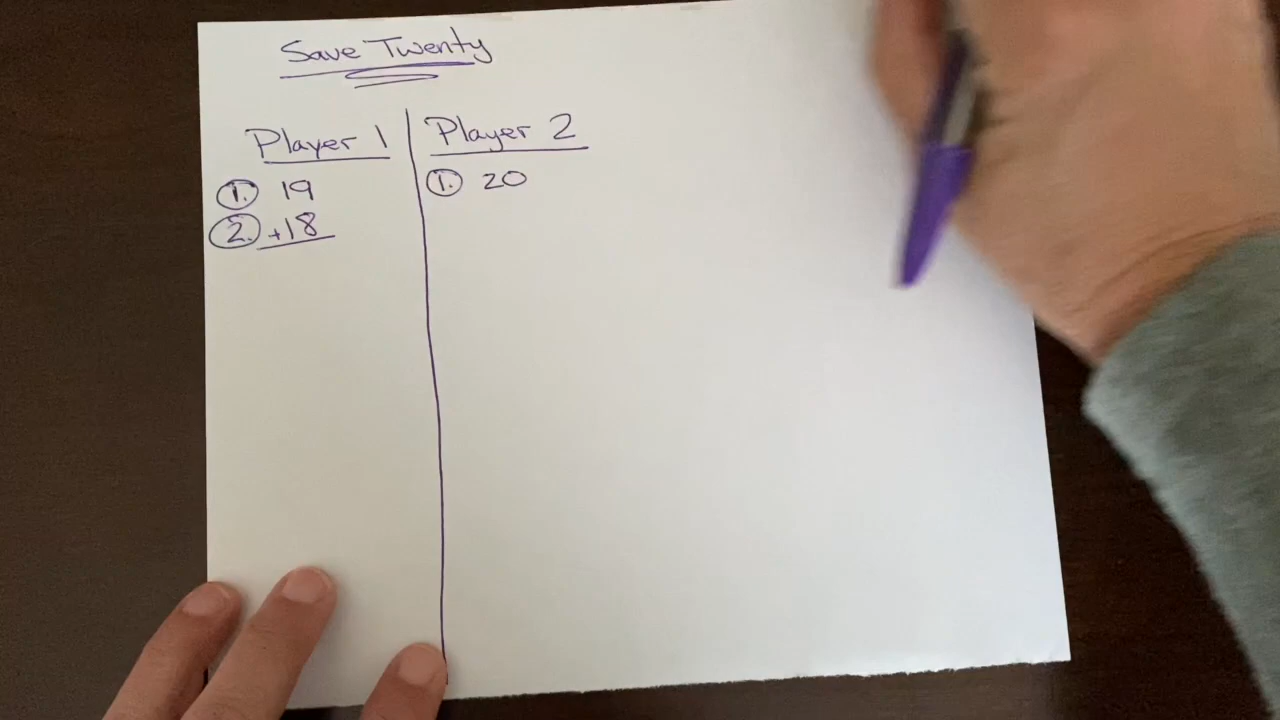 Save Twenty
Player 1
1. 19
2. +18
Player 2
1. 20